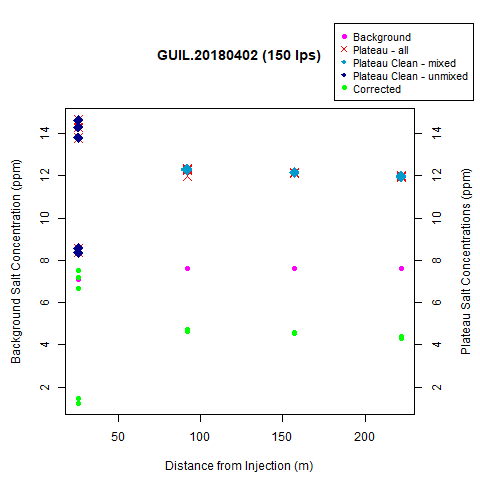 GUIL.20180402 (150 lps)
Background
Plateau - all
Plateau Clean - mixed
Plateau Clean - unmixed
Corrected
Background Salt Concentration (ppm)
14
12
10
8
6
4
2
14
12
10
8
6
4
2
Plateau Salt Concentrations (ppm)
50
100
150
200
Distance from Injection (m)